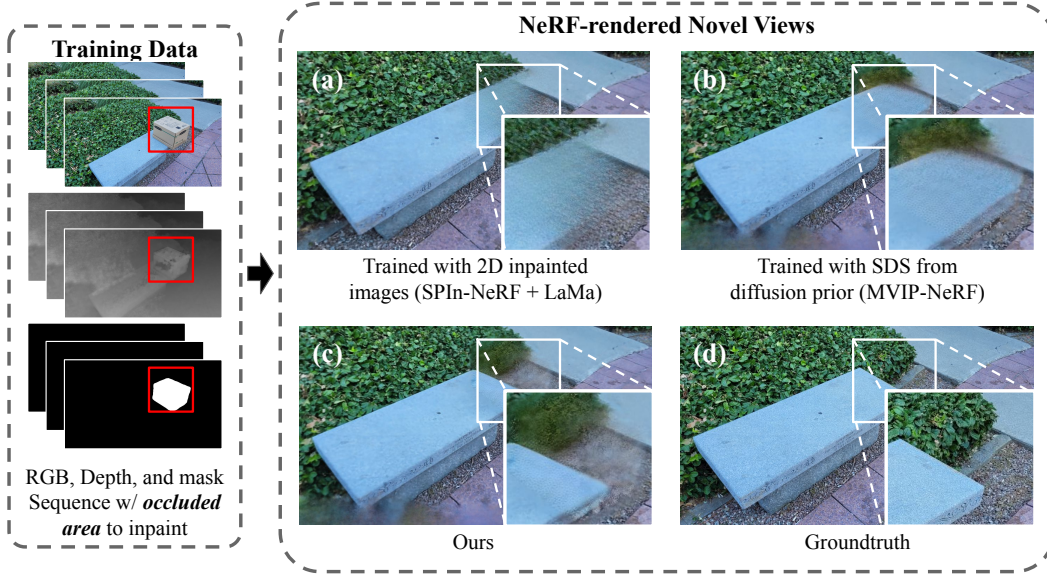 Training Data
RGB, Depth, and mask
Sequence w/ occluded
area to inpaint
NeRF-rendered Novel Views
(a)
(b)
Trained with 2D inpainted
images (SPIn-NeRF + LaMa)
Trained with SDS from
diffusion prior (MVIP-NeRF)
(c)
(d)
Ours
Groundtruth